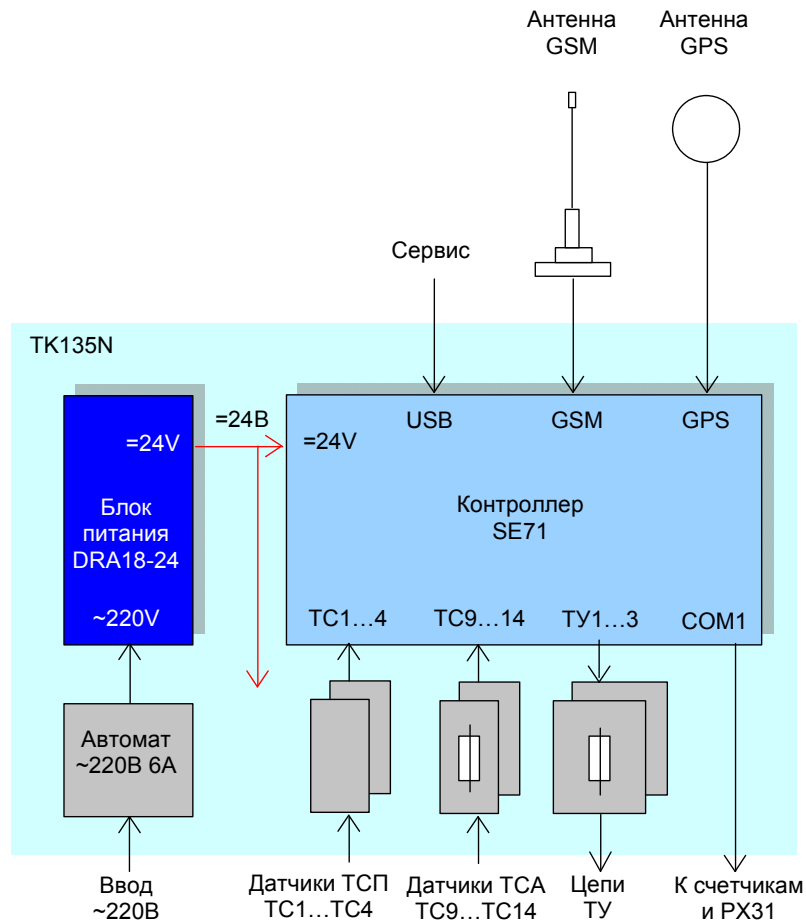 Антенна
GSM
Антенна
GPS
Сервис
TK135N
=24В
USB
GSM
GPS
=24V
=24V
Блок
питания
DRA18-24
Контроллер
SE71
~220V
ТС1…4
ТС9…14
ТУ1…3
COM1
Автомат
~220В 6А
Ввод
~220В
Датчики ТСП
ТС1…ТС4
Датчики ТСА
ТС9…ТС14
Цепи
ТУ
К счетчикам
и РХ31